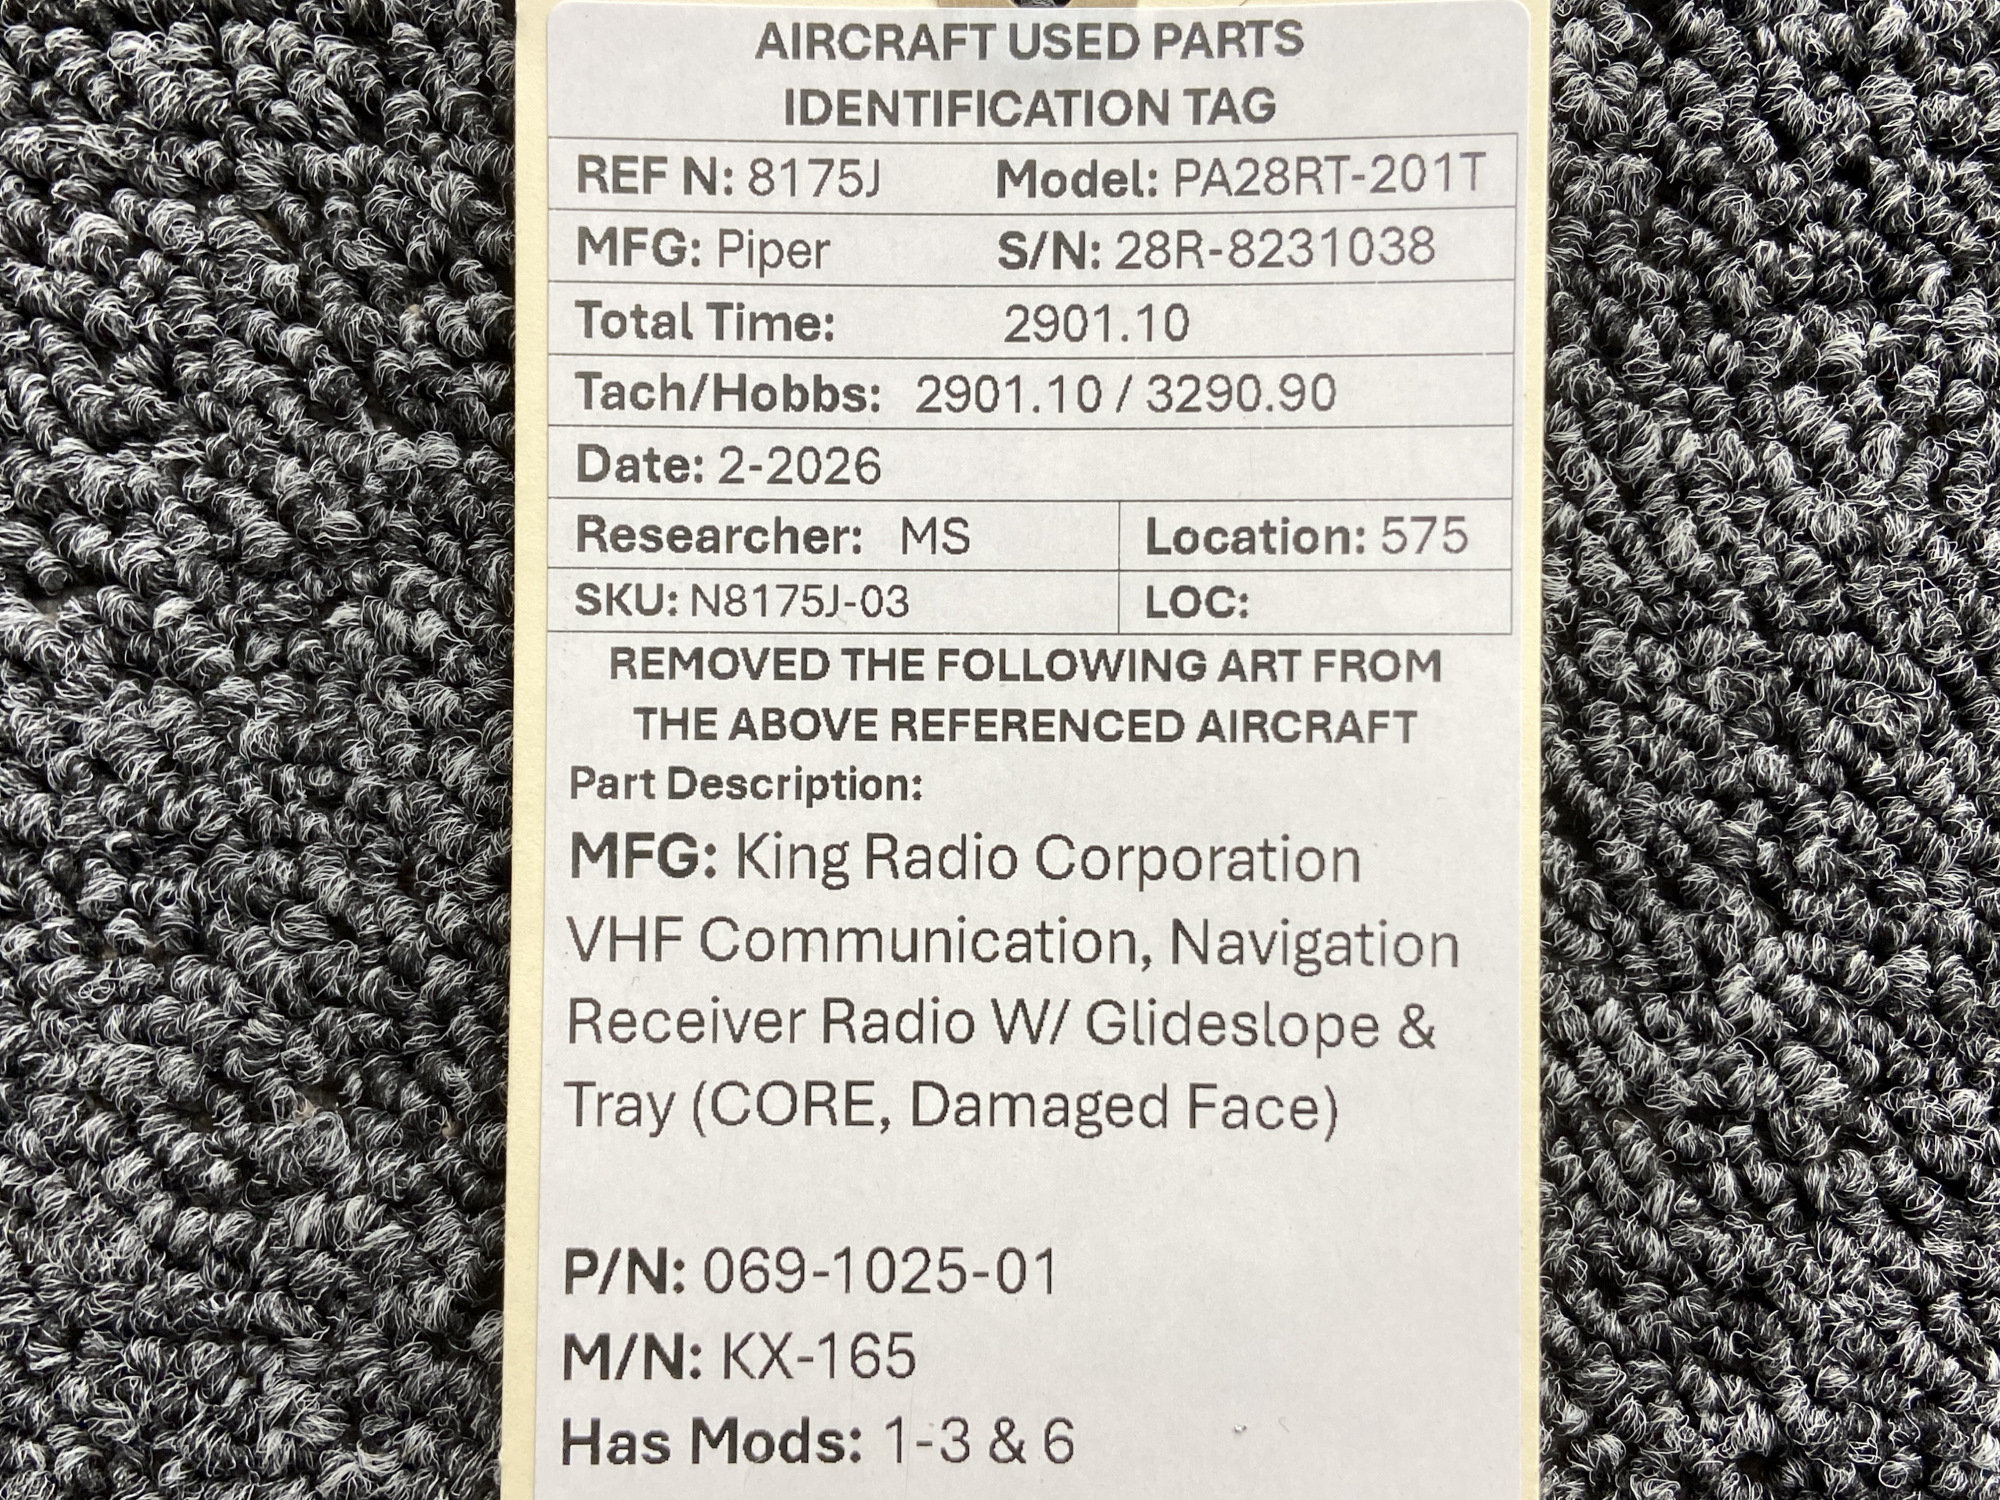 AIRCRAFT USED PARTS
IDENTIFICATION TAG
REF N: 8175J Model: PA28RT-201T
MFG: Piper S/N: 28R-8231038
Total Time: 2901.10
Tach/Hobbs: 2901.10 / 3290.90
Date: 2-2026
Researcher: MS Location: 575
SKU: N8175J-03 LOC:
REMOVED THE FOLLOWING ART FROM
THE ABOVE REFERENCED AIRCRAFT
Part Description:
MFG: King Radio Corporation
VHF Communication, Navigation
Receiver Radio W/ Glideslope &
Tray (CORE, Damaged Face)
P/N: 069-1025-01
M/N: KX-165
Has Mods: 1-3 & 6